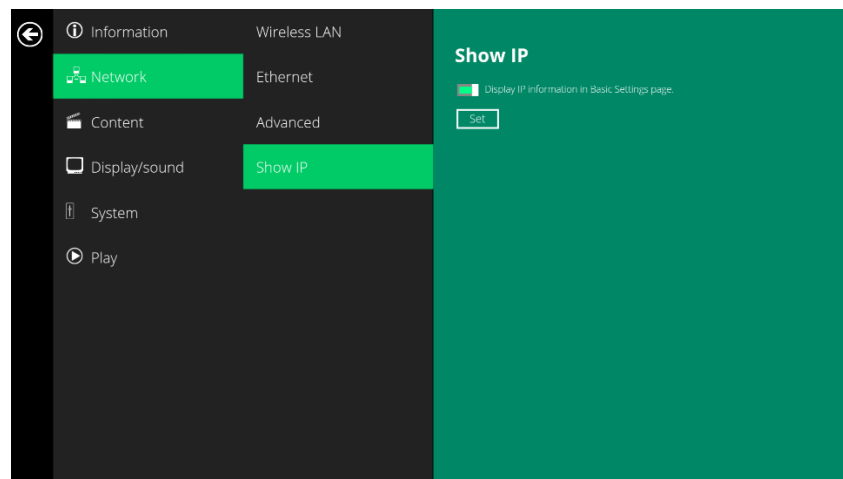 Information
Network
Content
Display/sound
System
Play
Wireless LAN
Ethernet
Advanced
Show IP
Show IP
Display IP information in Basic Settings page.
Set